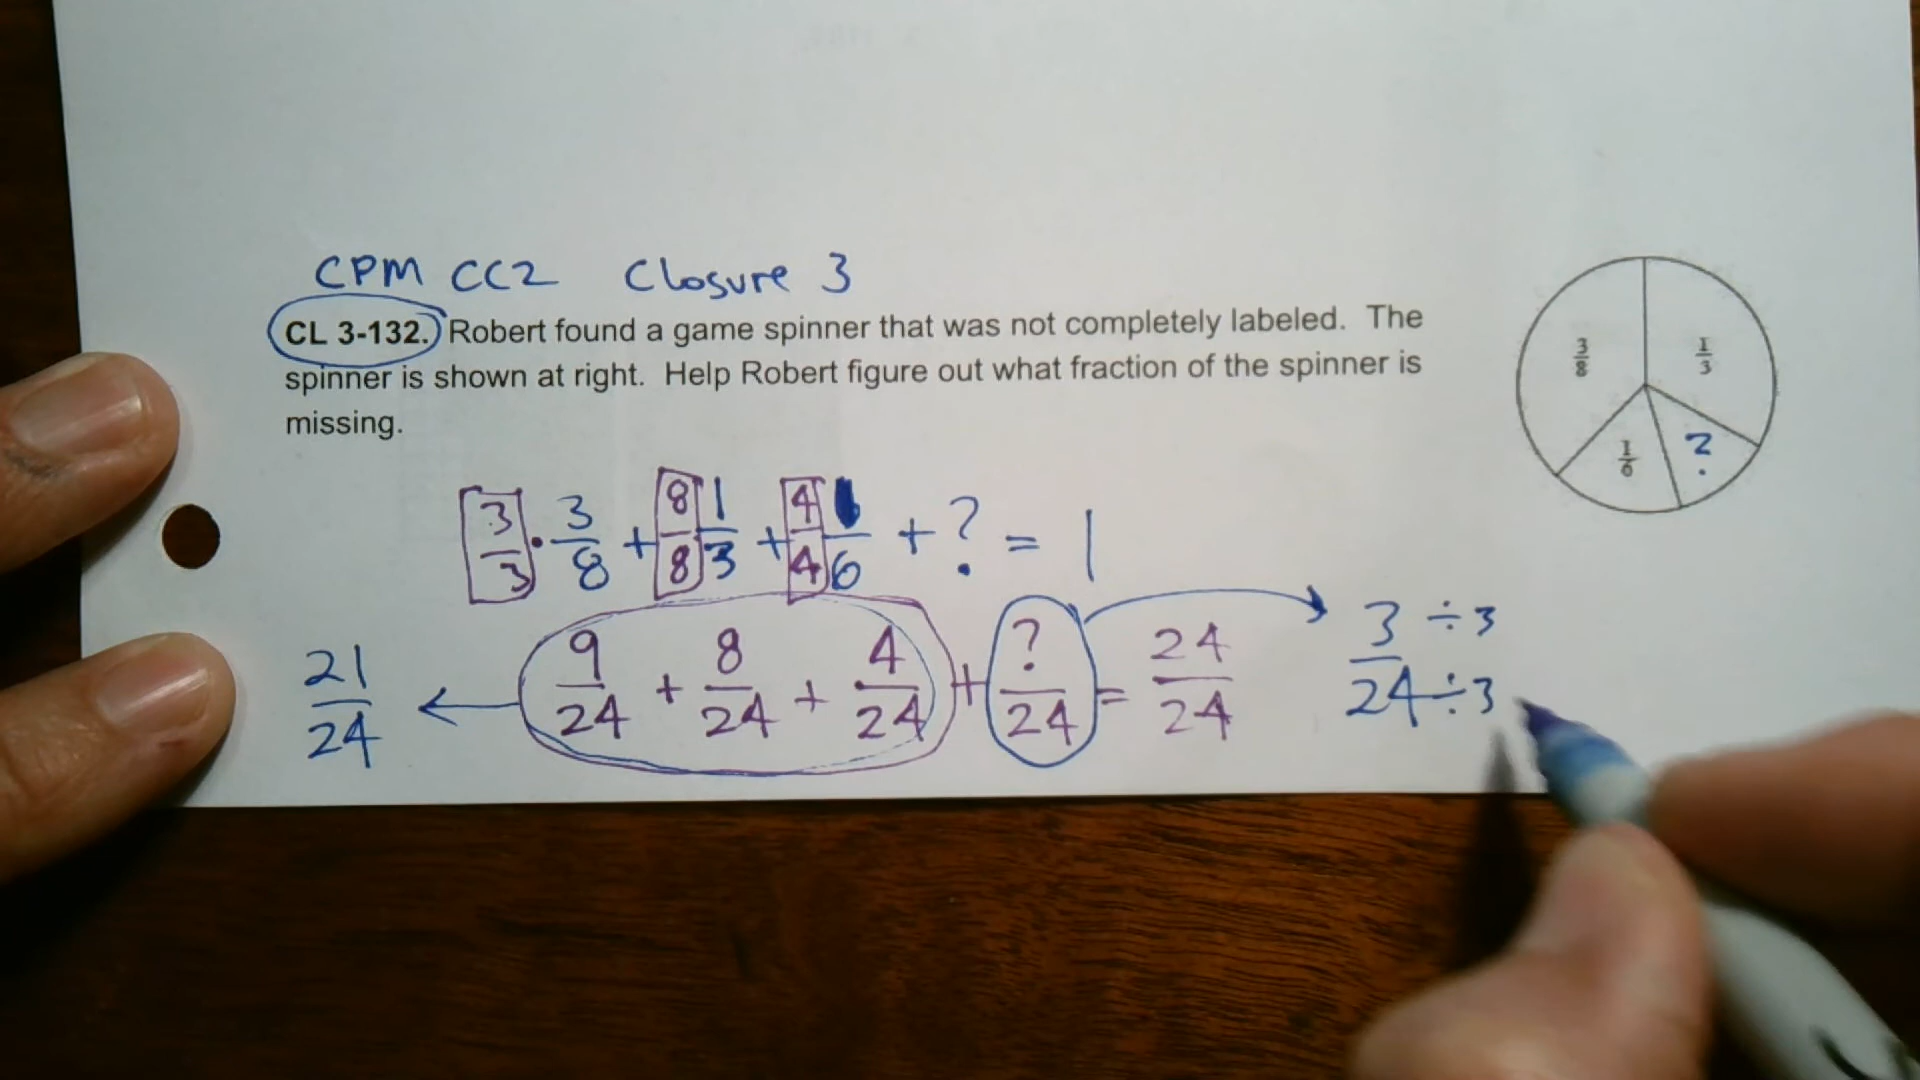 CPM CC2 Closure 3
CL 3-132. Robert found a game spinner that was not completely labeled. The
spinner is shown at right. Help Robert figure out what fraction of the spinner is
missing.
3/8 1/3
1/6 ?
3/3 · 3/8 + 8/8 1/3 + 4/4 1/6 + ? = 1
21/24 ← 9/24 + 8/24 + 4/24 + ?/24 = 24/24 → 3 ÷3 / 24 ÷3